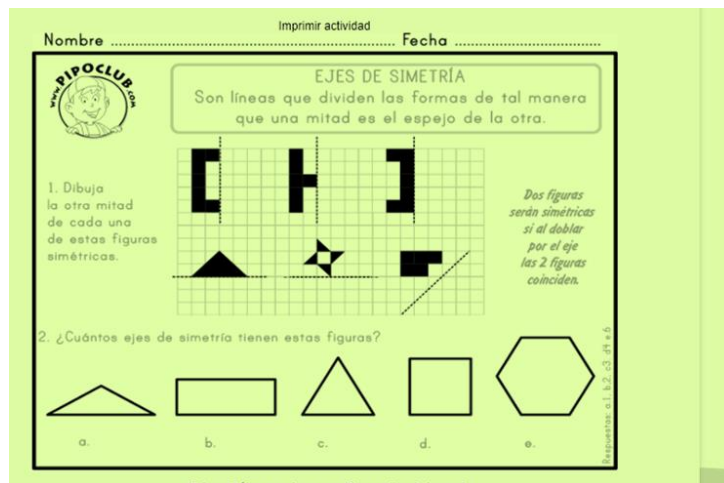 Imprimir actividad
Nombre ........................ Fecha ........................
www.PIPOCLUB.com
EJES DE SIMETRÍA
Son líneas que dividen las formas de tal manera
que una mitad es el espejo de la otra.
1. Dibuja
la otra mitad
de cada una
de estas figuras
simétricas.
Dos figuras
serán simétricas
si al doblar
por el eje
las 2 figuras
coinciden.
2. ¿Cuántos ejes de simetría tienen estas figuras?
a. b. c. d. e.
Respuestas: a.1, b.2, c3 d4 e.6